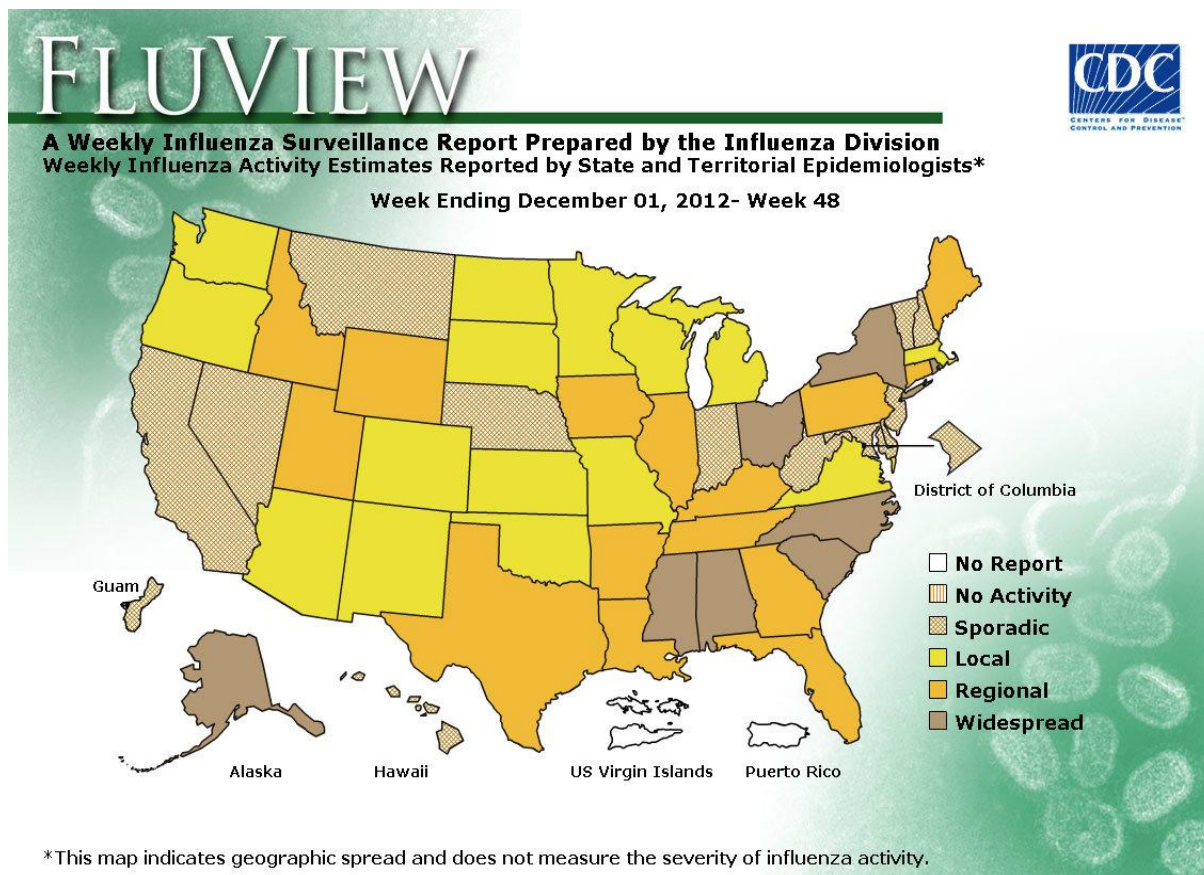 FLUVIEW
CDC
CENTERS FOR DISEASE
CONTROL AND PREVENTION
A Weekly Influenza Surveillance Report Prepared by the Influenza Division
Weekly Influenza Activity Estimates Reported by State and Territorial Epidemiologists*
Week Ending December 01, 2012- Week 48
District of Columbia
No Report
No Activity
Sporadic
Local
Regional
Widespread
Guam
Alaska
Hawaii
US Virgin Islands
Puerto Rico
*This map indicates geographic spread and does not measure the severity of influenza activity.